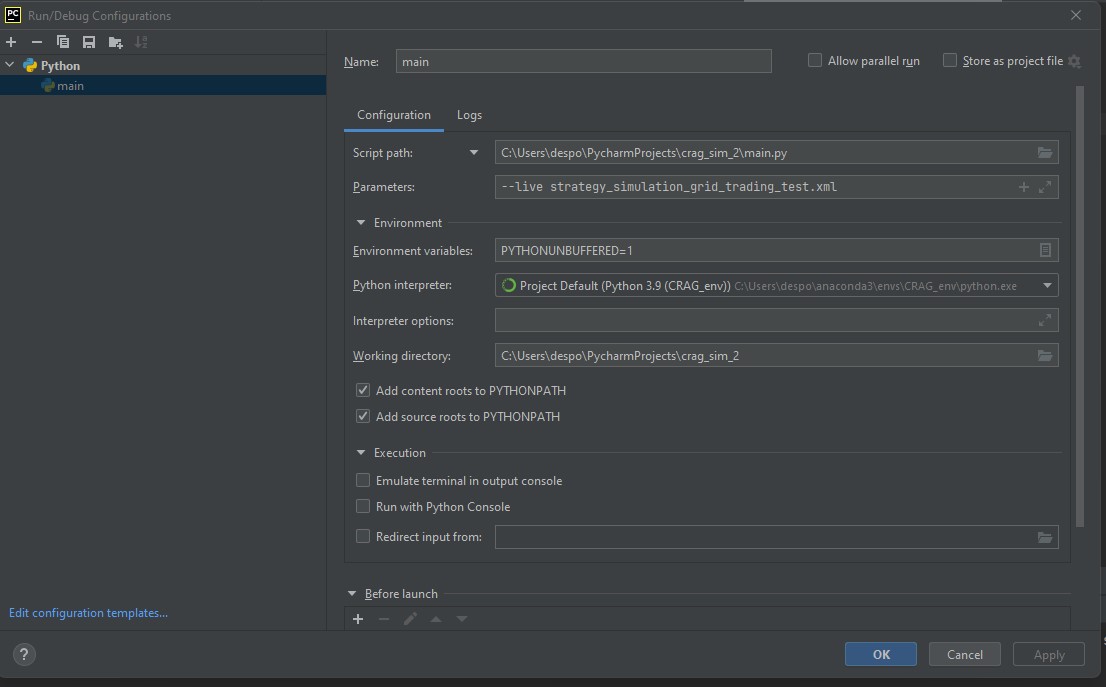 PC Run/Debug Configurations
Python
main
Edit configuration templates...
Name: main Allow parallel run Store as project file
Configuration Logs
Script path: C:\Users\despo\PycharmProjects\crag_sim_2\main.py
Parameters: --live strategy_simulation_grid_trading_test.xml
Environment
Environment variables: PYTHONUNBUFFERED=1
Python interpreter: Project Default (Python 3.9 (CRAG_env)) C:\Users\despo\anaconda3\envs\CRAG_env\python.exe
Interpreter options:
Working directory: C:\Users\despo\PycharmProjects\crag_sim_2
Add content roots to PYTHONPATH
Add source roots to PYTHONPATH
Execution
Emulate terminal in output console
Run with Python Console
Redirect input from:
Before launch
? OK Cancel Apply